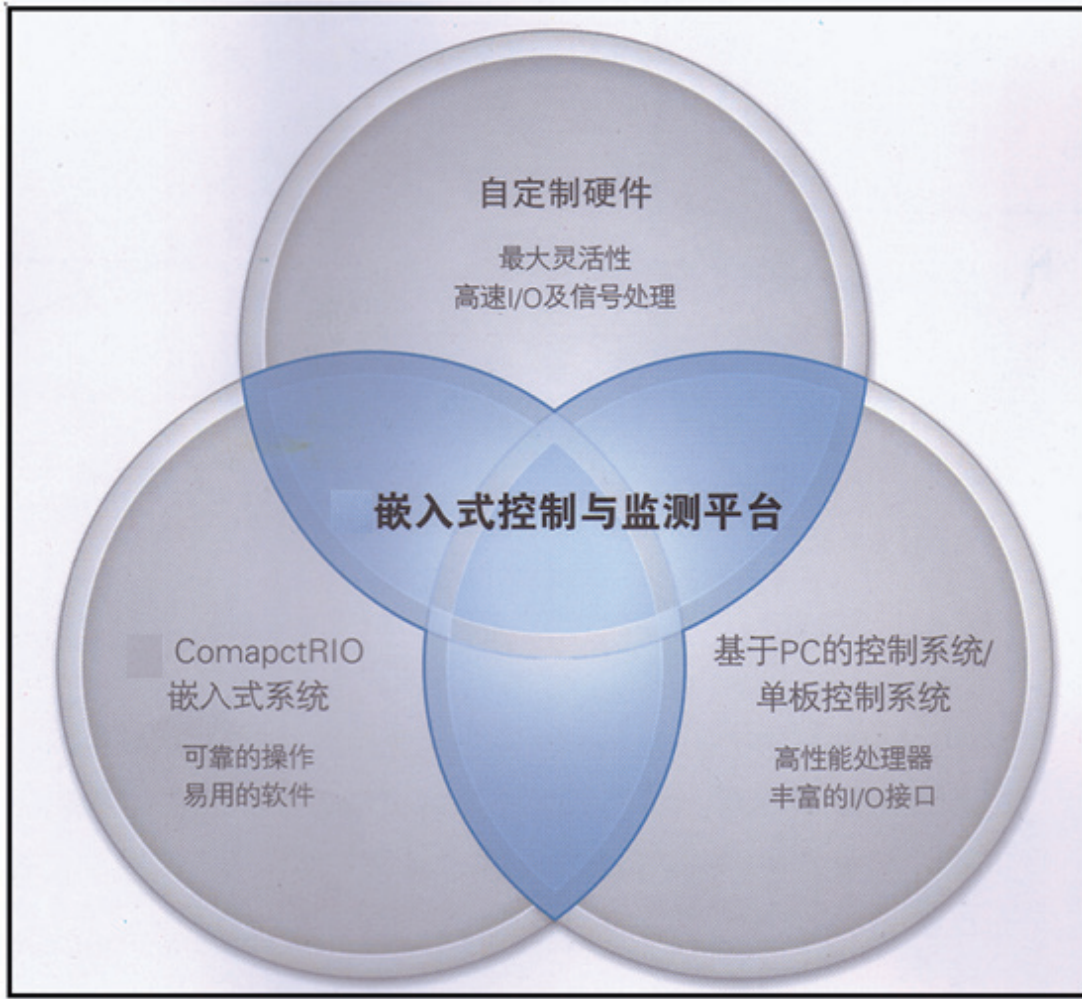 自定制硬件
最大灵活性
高速I/O及信号处理
嵌入式控制与监测平台
ComapctRIO
嵌入式系统
可靠的操作
易用的软件
基于PC的控制系统/
单板控制系统
高性能处理器
丰富的I/O接口